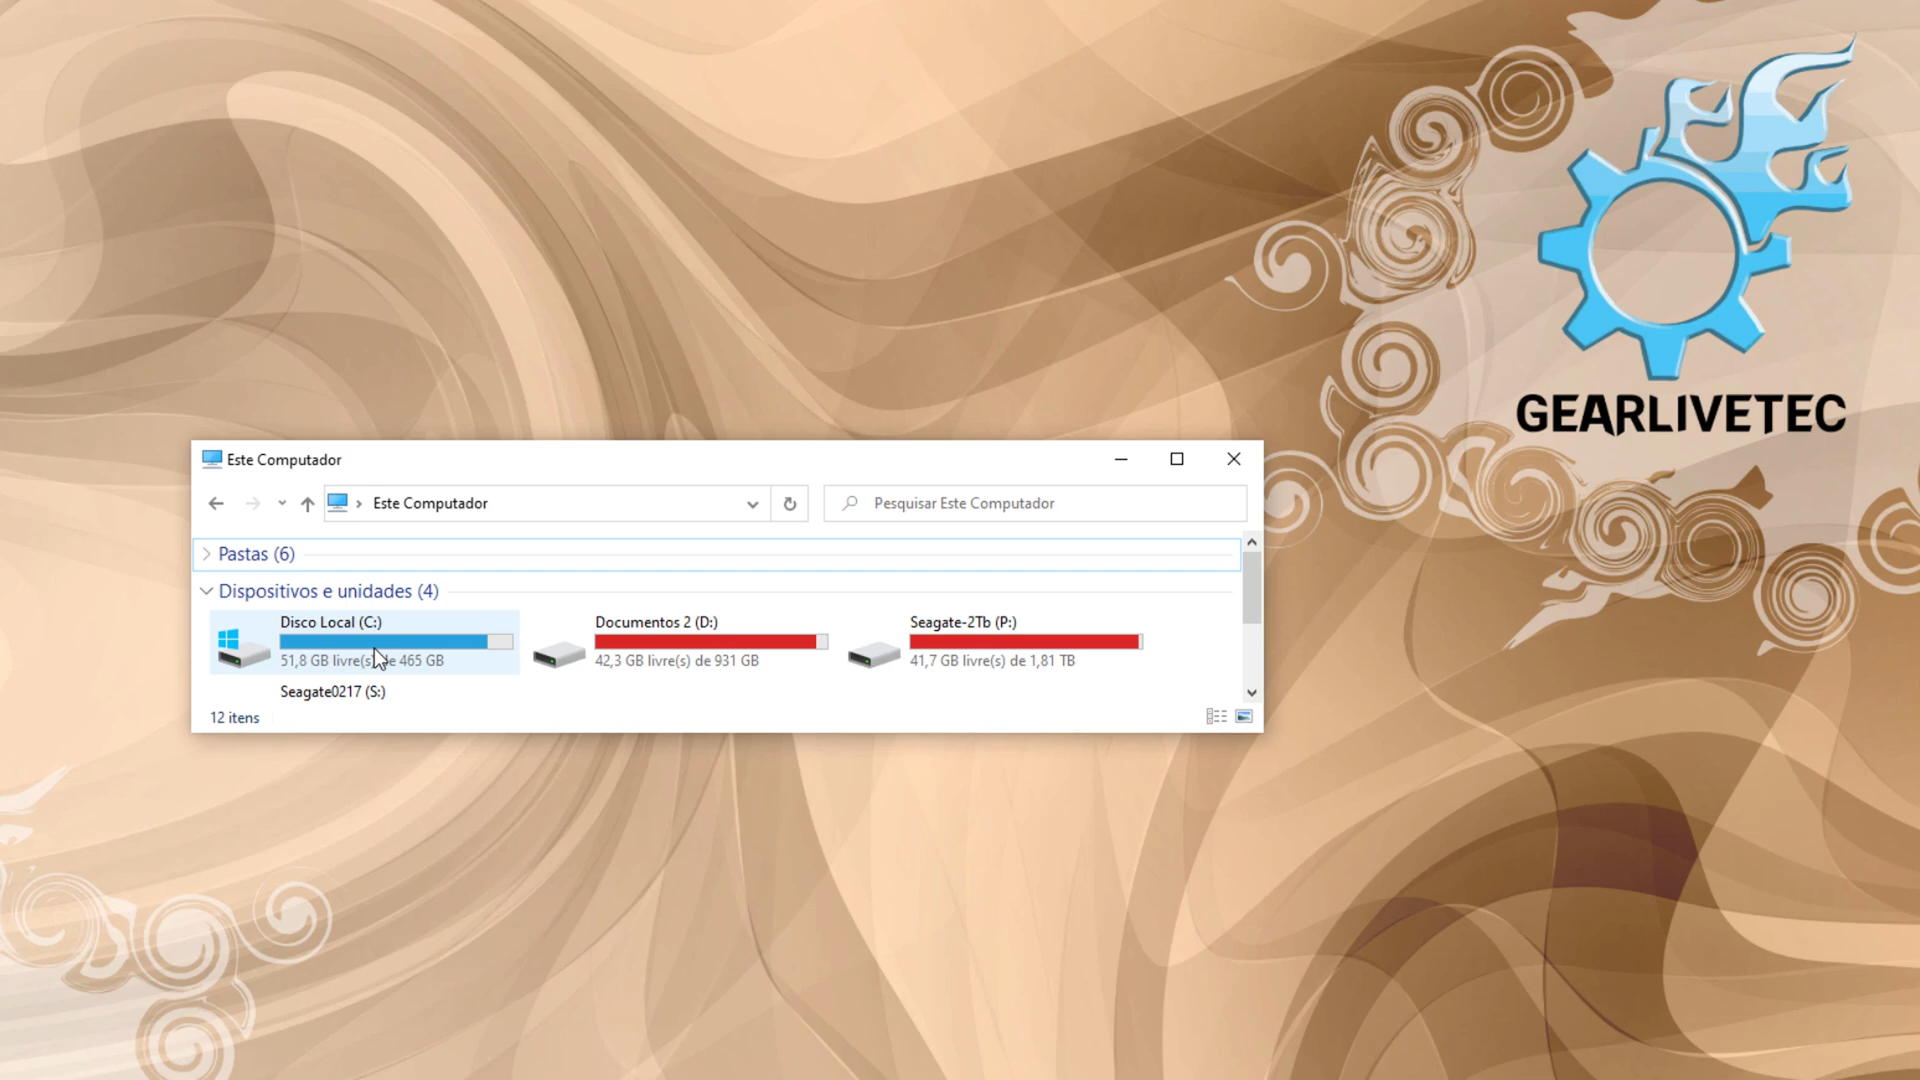 GEARLIVETEC
Este Computador
Este Computador
Pesquisar Este Computador
Pastas (6)
Dispositivos e unidades (4)
Disco Local (C:)
51,8 GB livre(s) de 465 GB
Documentos 2 (D:)
42,3 GB livre(s) de 931 GB
Seagate-2Tb (P:)
41,7 GB livre(s) de 1,81 TB
Seagate0217 (S:)
12 itens